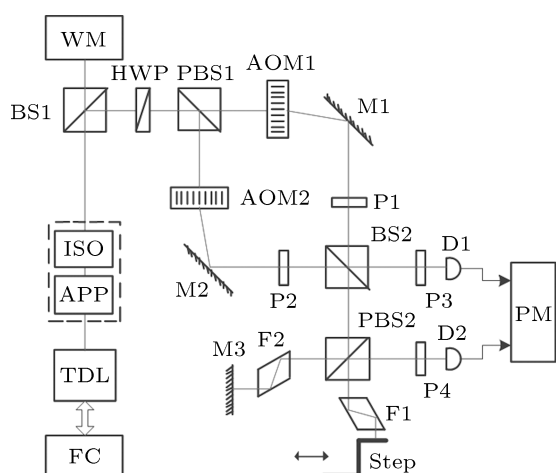 WM
HWP PBS1
AOM1
M1
BS1
AOM2
P1
ISO
APP
M2
P2
BS2
D1
P3
PM
PBS2
D2
M3
F2
P4
TDL
F1
FC
Step